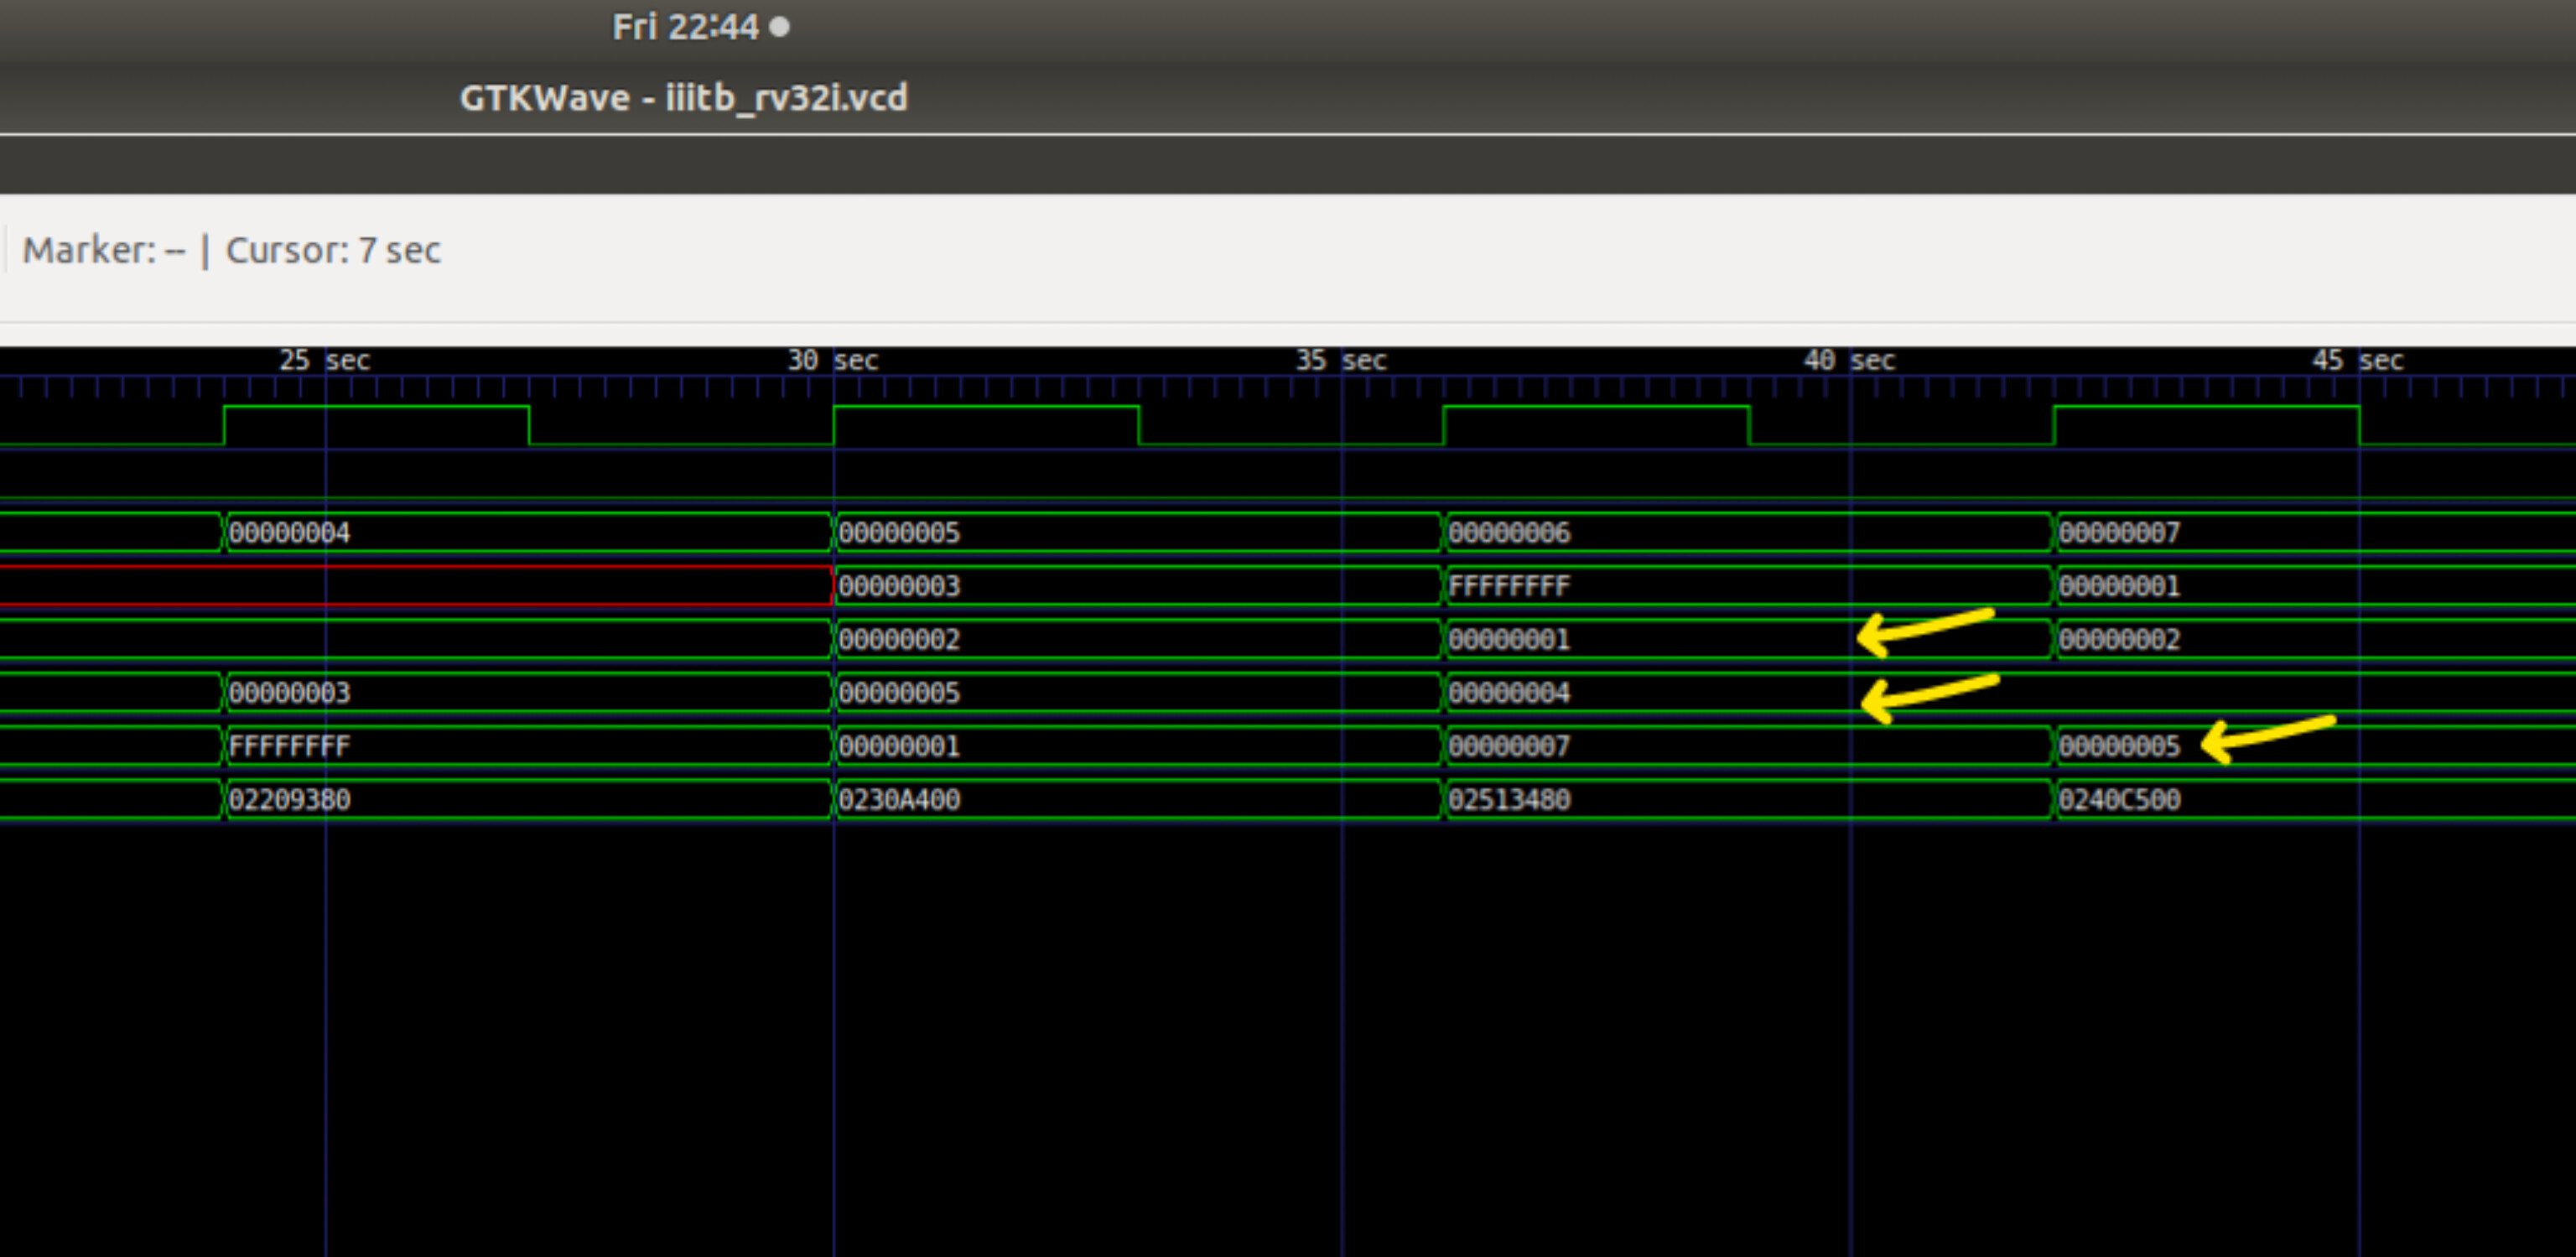 Fri 22:44
GTKWave - iiitb_rv32i.vcd
Marker: -- | Cursor: 7 sec
25 sec 30 sec 35 sec 40 sec 45 sec
00000004 00000005 00000006 00000007
00000003 FFFFFFFF 00000001
00000002 00000001 00000002
00000003 00000005 00000004
FFFFFFFF 00000001 00000007 00000005
02209380 0230A400 02513480 0240C500